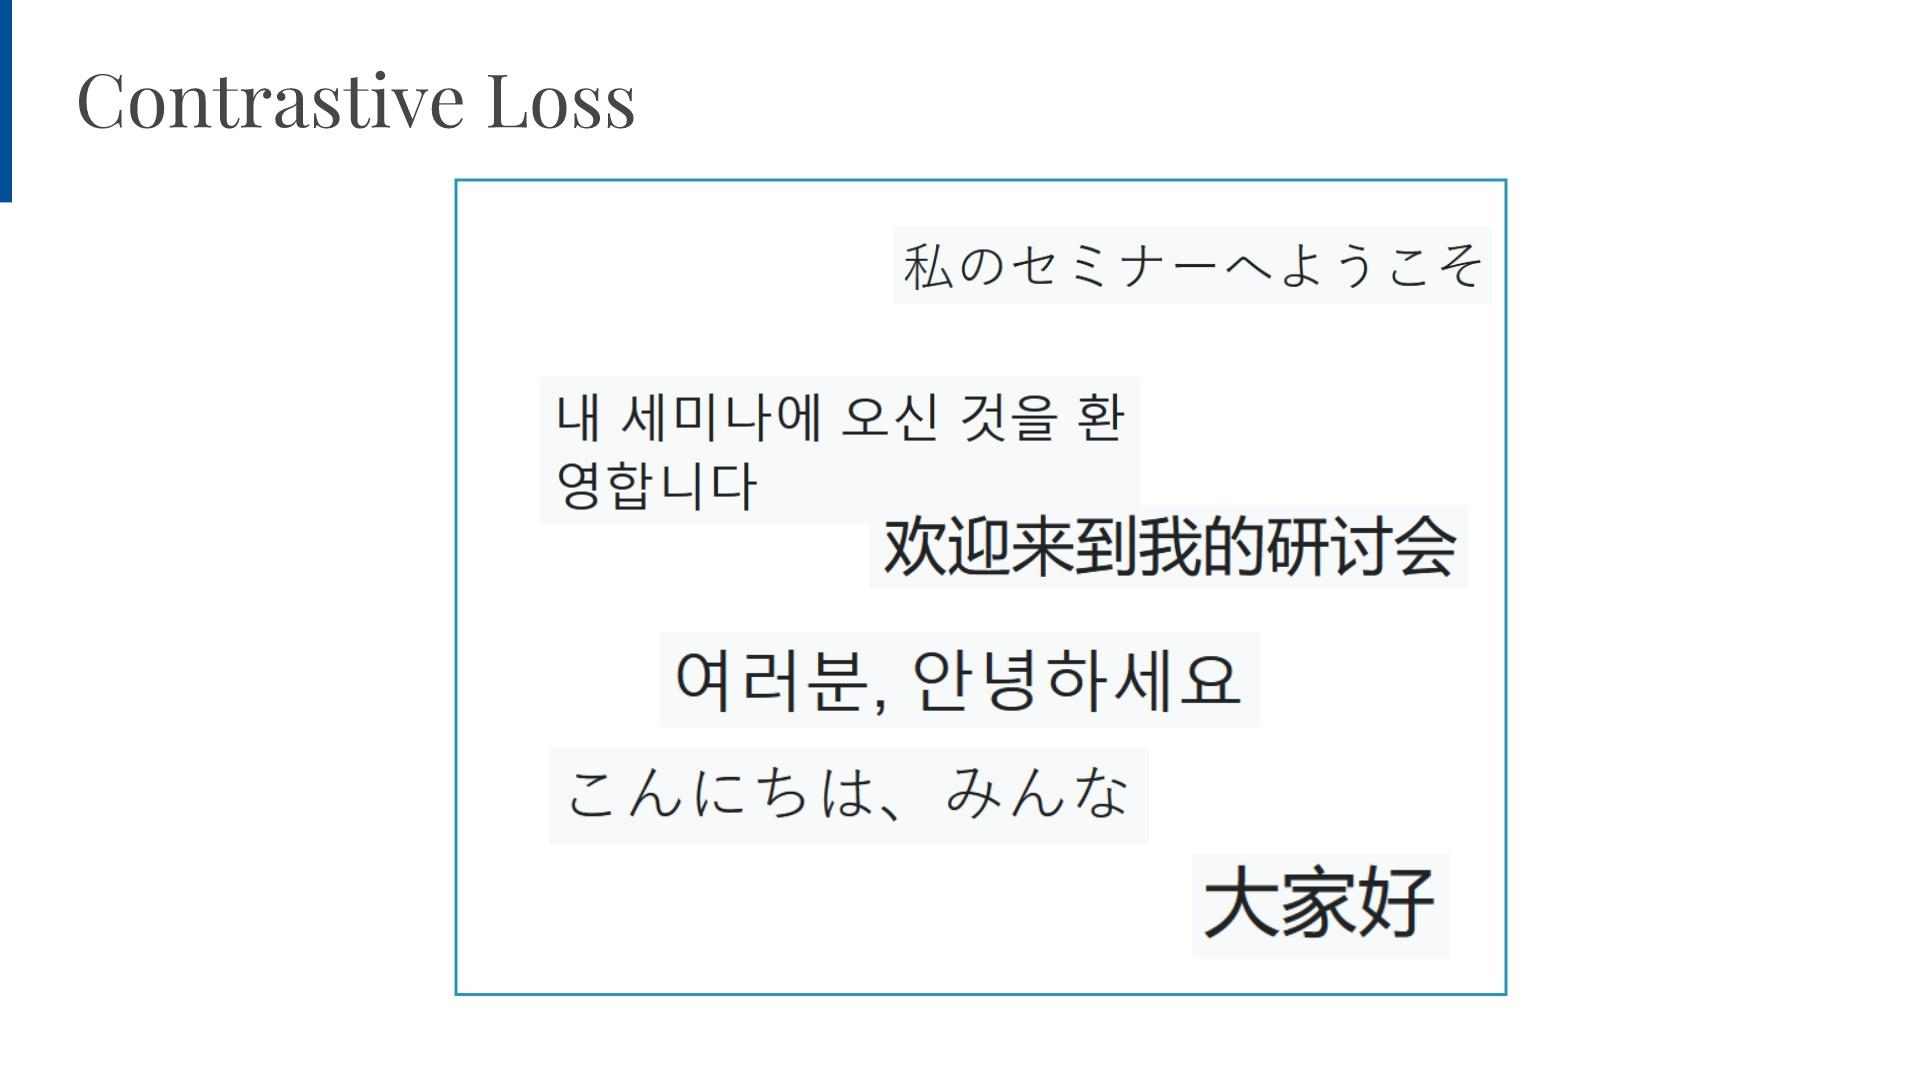 Contrastive Loss
私のセミナーへようこそ
내 세미나에 오신 것을 환
영합니다
欢迎来到我的研讨会
여러분, 안녕하세요
こんにちは、みんな
大家好